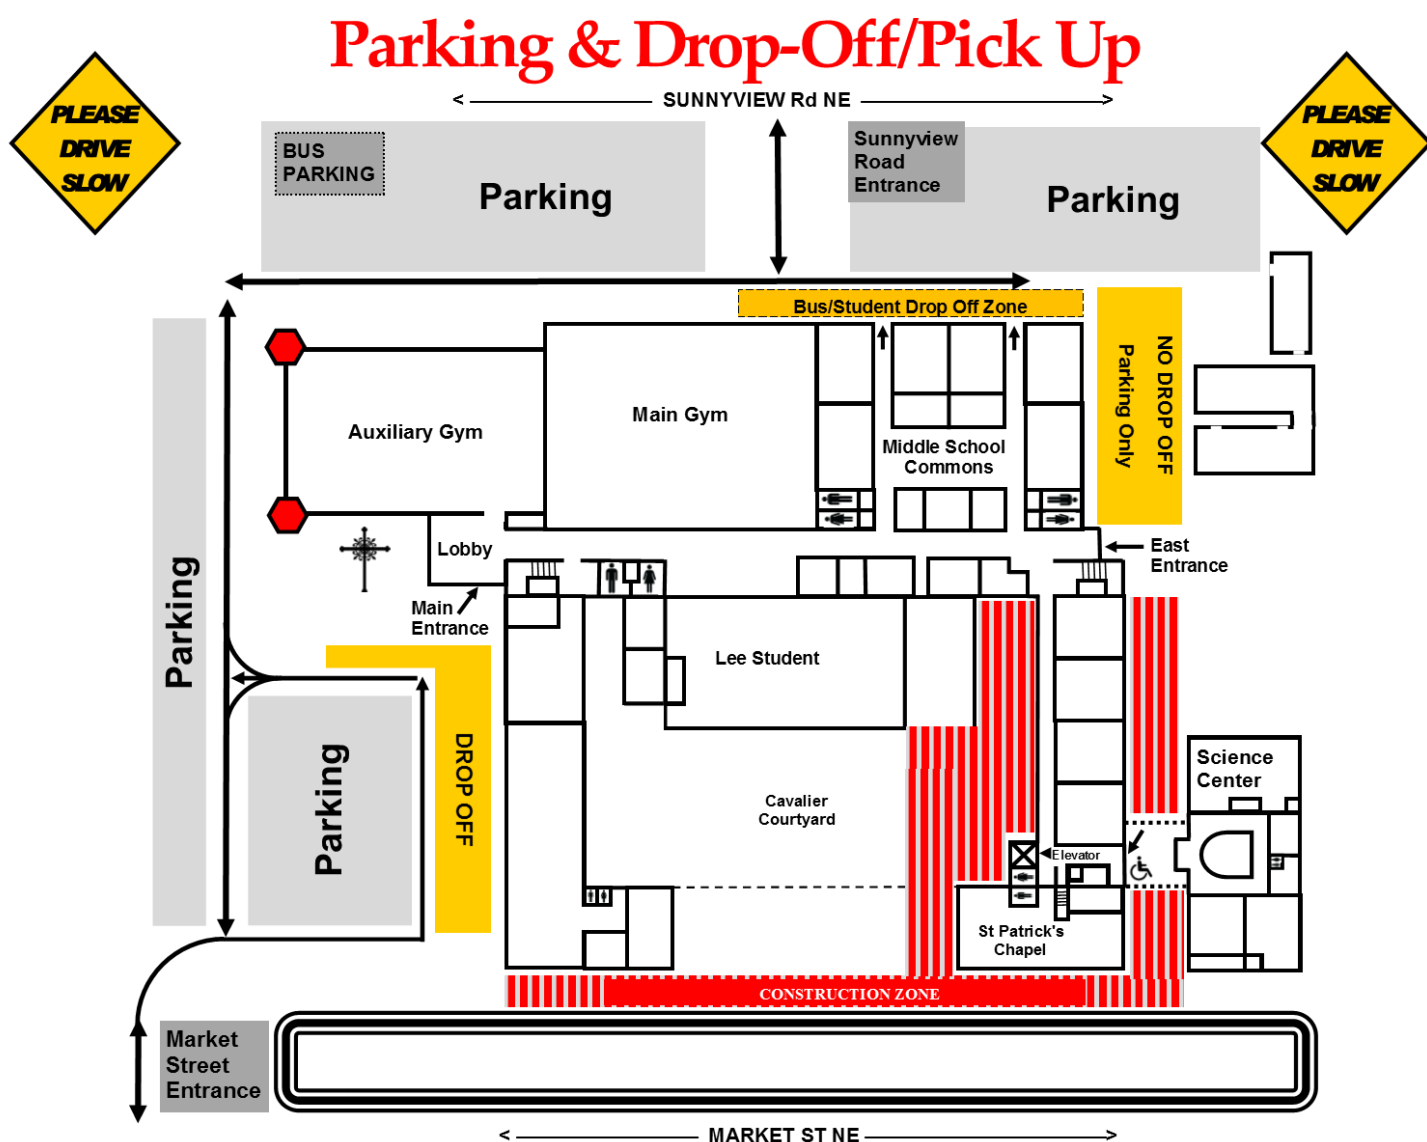 Parking & Drop-Off/Pick Up
< SUNNYVIEW Rd NE >
PLEASE
DRIVE
SLOW
PLEASE
DRIVE
SLOW
BUS
PARKING
Parking
Sunnyview
Road
Entrance
Parking
Bus/Student Drop Off Zone
NO DROP OFF
Parking Only
Main Gym
Auxiliary Gym
Middle School
Commons
Lobby
East
Entrance
Main
Entrance
Parking
Lee Student
DROP OFF
Parking
Science
Center
Cavalier
Courtyard
Elevator
St Patrick's
Chapel
CONSTRUCTION ZONE
Market
Street
Entrance
< MARKET ST NE >